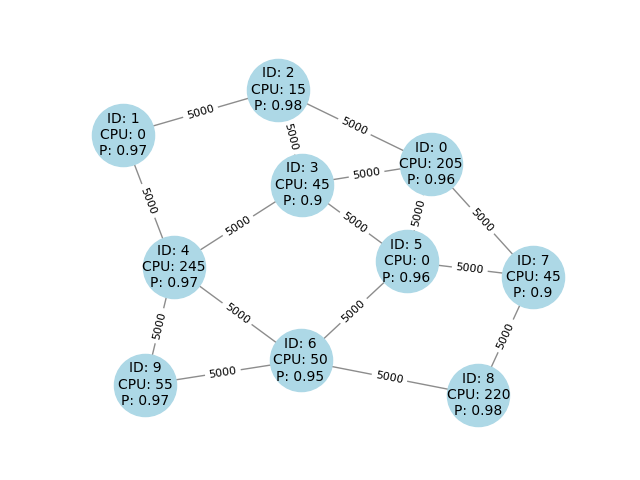 ID: 2
CPU: 15
P: 0.98
5000
ID: 1
CPU: 0
P: 0.97
5000
5000
ID: 0
CPU: 205
P: 0.96
ID: 3
CPU: 45
P: 0.9
5000
5000
5000
5000
5000
5000
5000
ID: 4
CPU: 245
P: 0.97
ID: 5
CPU: 0
P: 0.96
5000
ID: 7
CPU: 45
P: 0.9
5000
5000
5000
5000
ID: 6
CPU: 50
P: 0.95
5000
5000
ID: 9
CPU: 55
P: 0.97
ID: 8
CPU: 220
P: 0.98